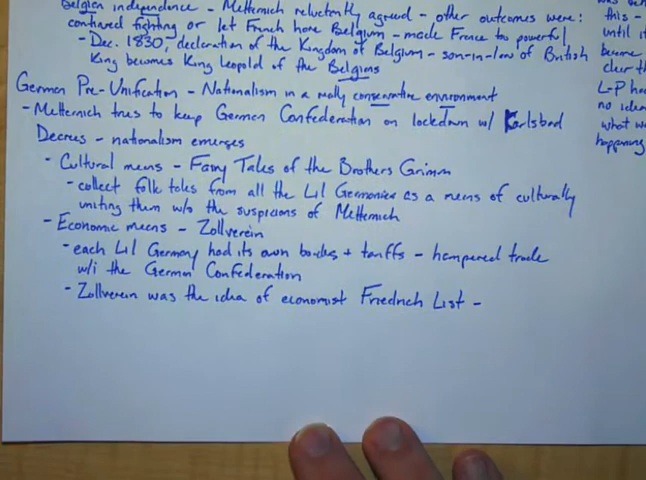 Belgian independence - Metternich reluctantly agreed - other outcomes were:
continued fighting or let French have Belgium - made France too powerful
- Dec. 1830, declaration of the Kingdom of Belgium - son-in-law of British
King becomes King Leopold of the Belgians
German Pre-Unification - Nationalism in a really conservative environment
- Metternich tries to keep German Confederation on lockdown w/ Karlsbad
Decrees - nationalism emerges
- Cultural means - Fairy Tales of the Brothers Grimm
- collect folk tales from all the Lil Germanies as a means of culturally
uniting them w/o the suspicions of Metternich
- Economic means - Zollverein
- each Lil Germany had its own borders + tariffs - hampered trade
w/i the German Confederation
- Zollverein was the idea of economist Friedrich List -
this -
until i
become
clear th
L-P ha
no idea
what w
happening